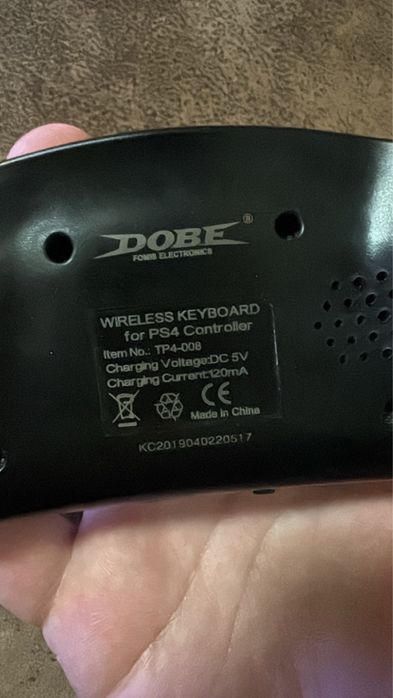 DOBE ®
FOMIS ELECTRONICS
WIRELESS KEYBOARD
for PS4 Controller
Item No.: TP4-008
Charging Voltage:DC 5V
Charging Current:120mA
CE
Made in China
KC2019040220517